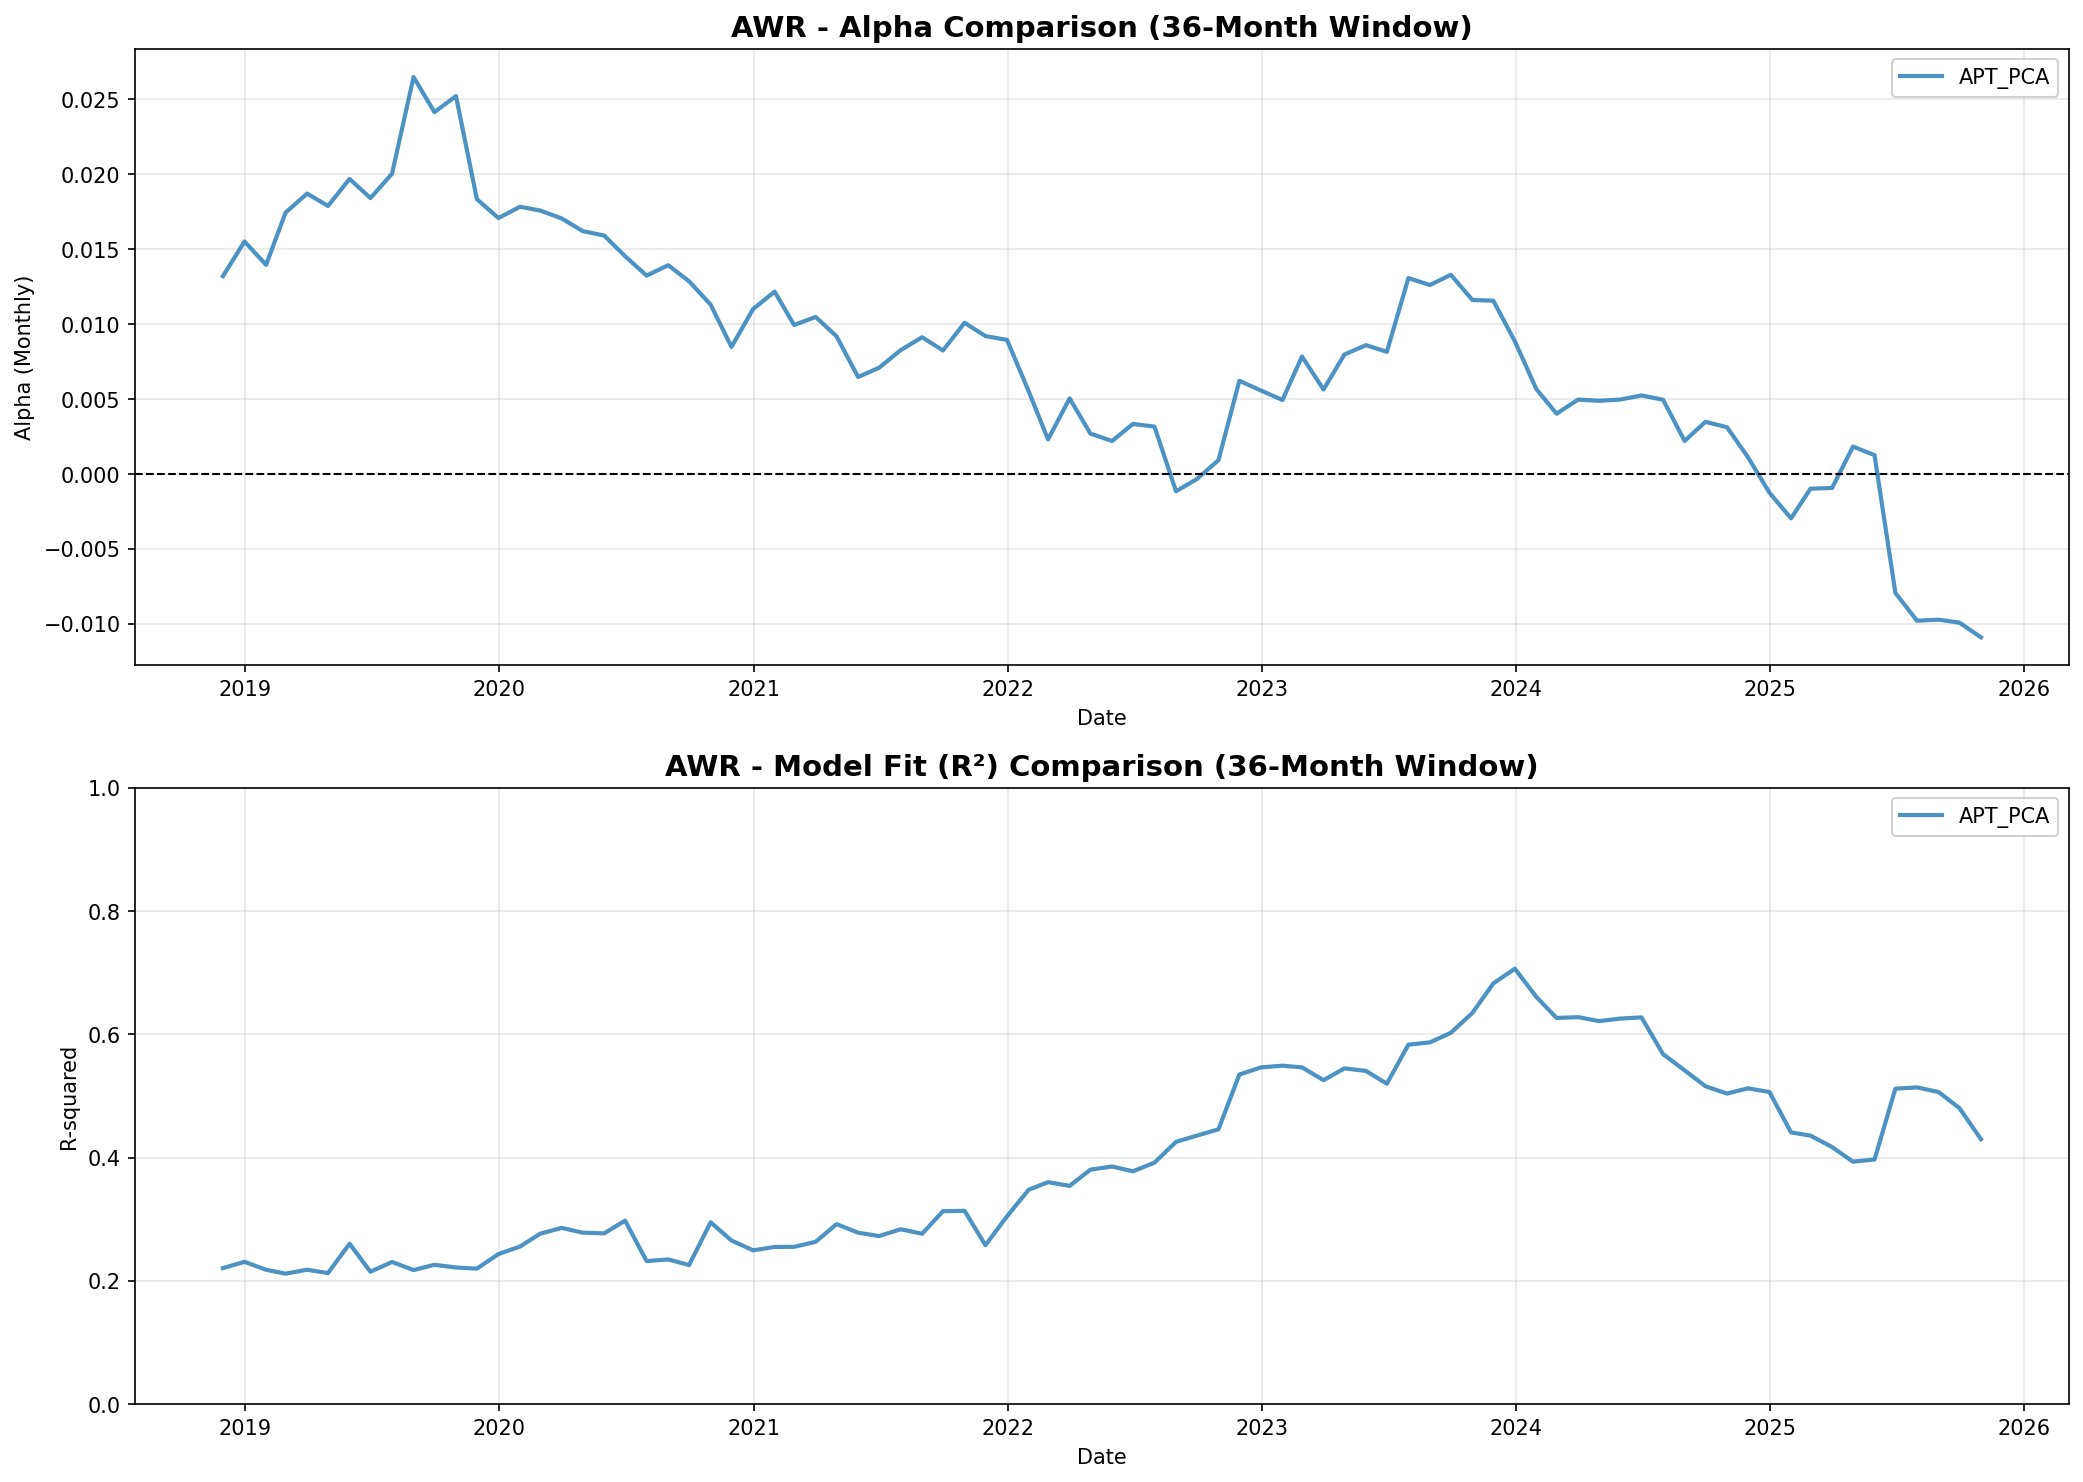 AWR - Alpha Comparison (36-Month Window)
APT_PCA
0.025
0.020
0.015
0.010
0.005
0.000
−0.005
−0.010
Alpha (Monthly)
2019 2020 2021 2022 2023 2024 2025 2026
Date
AWR - Model Fit (R²) Comparison (36-Month Window)
APT_PCA
1.0
0.8
0.6
0.4
0.2
0.0
R-squared
2019 2020 2021 2022 2023 2024 2025 2026
Date